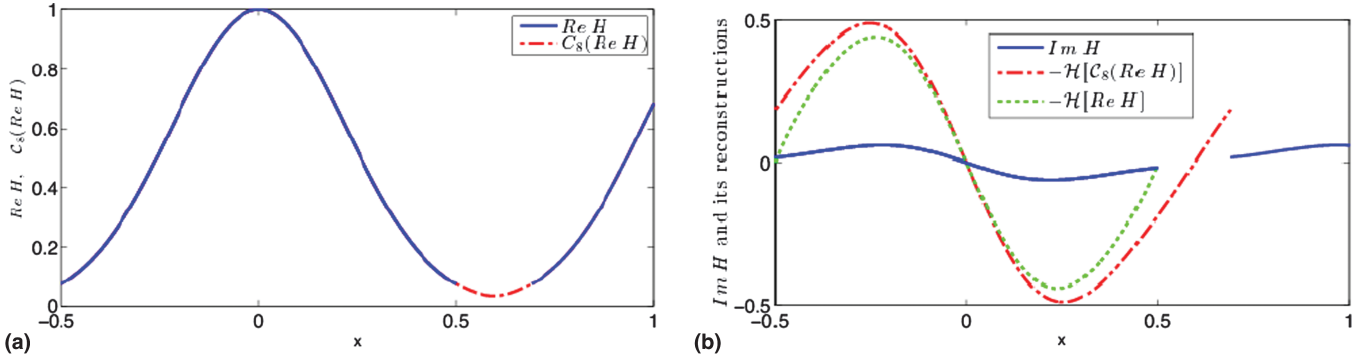 1
0.8
0.6
0.4
0.2
0
−0.5
0
0.5
1
Re H, C₈(Re H)
x
Re H
C₈(Re H)
(a)
0.5
0
−0.5
−0.5
0
0.5
1
Im H and its reconstructions
x
Im H
−ℋ[C₈(Re H)]
−ℋ[Re H]
(b)